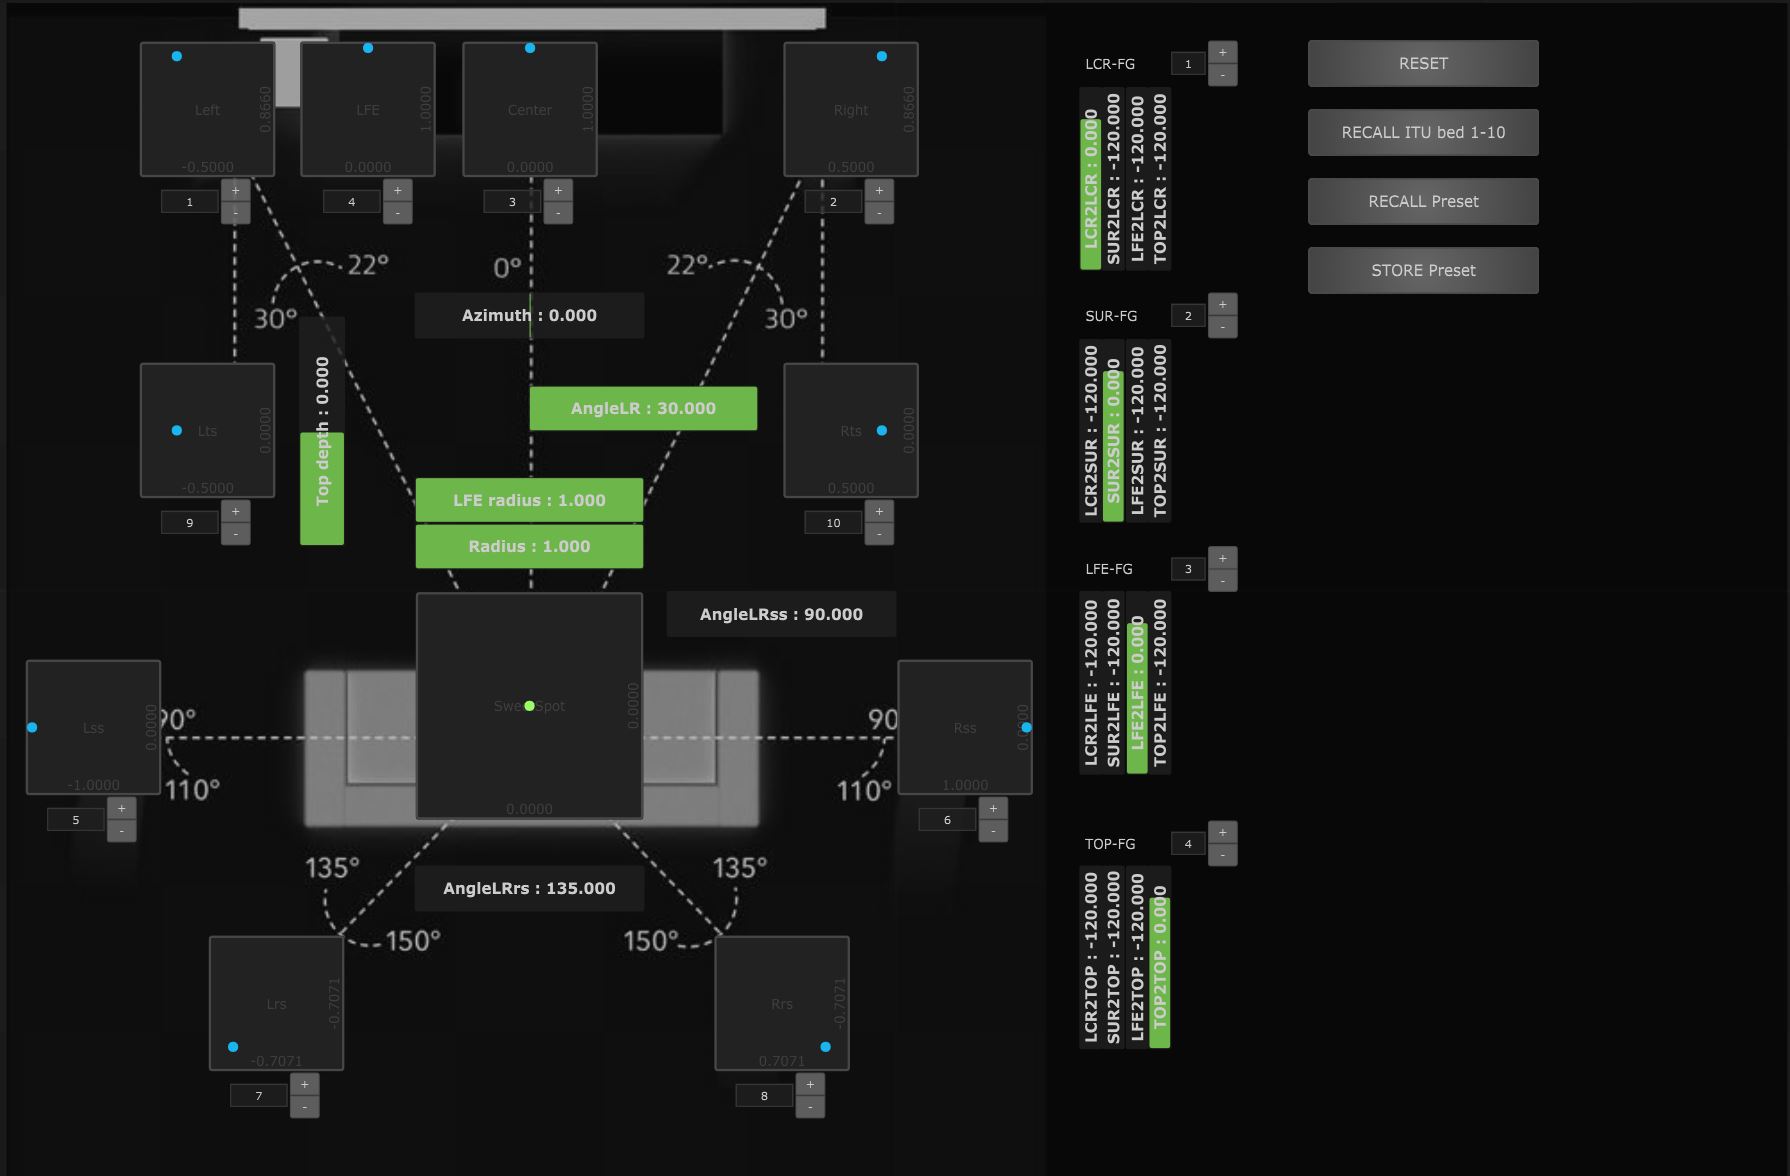 Left
0.8660
-0.5000
1
+
-
LFE
1.0000
0.0000
4
+
-
Center
1.0000
0.0000
3
+
-
Right
0.8660
0.5000
2
+
-
22°
0°
22°
30°
30°
Azimuth : 0.000
Top depth : 0.000
AngleLR : 30.000
LFE radius : 1.000
Radius : 1.000
Lts
0.0000
-0.5000
9
+
-
Rts
0.0000
0.5000
10
+
-
AngleLRss : 90.000
Lss
0.0000
-1.0000
5
+
-
90°
110°
0.0000
0.0000
90
110°
Rss
0.0000
1.0000
6
+
-
135°
135°
AngleLRrs : 135.000
150°
150°
Lrs
-0.7071
-0.7071
7
+
-
Rrs
-0.7071
0.7071
8
+
-
LCR-FG
1
+
-
LCR2LCR : 0.000
SUR2LCR : -120.000
LFE2LCR : -120.000
TOP2LCR : -120.000
SUR-FG
2
+
-
LCR2SUR : -120.000
SUR2SUR : 0.000
LFE2SUR : -120.000
TOP2SUR : -120.000
LFE-FG
3
+
-
LCR2LFE : -120.000
SUR2LFE : -120.000
LFE2LFE : 0.000
TOP2LFE : -120.000
TOP-FG
4
+
-
LCR2TOP : -120.000
SUR2TOP : -120.000
LFE2TOP : -120.000
TOP2TOP : 0.000
RESET
RECALL ITU bed 1-10
RECALL Preset
STORE Preset